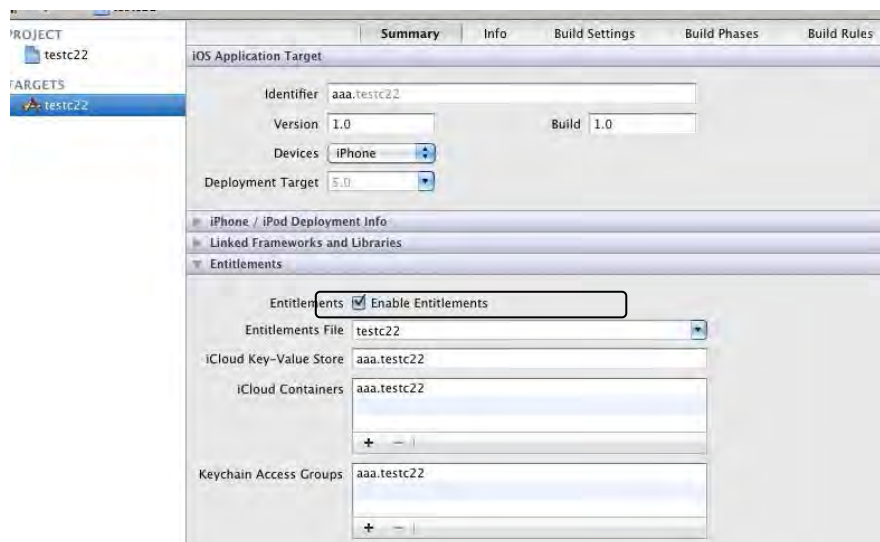 PROJECT
testc22
TARGETS
testc22
Summary Info Build Settings Build Phases Build Rules
iOS Application Target
Identifier aaa.testc22
Version 1.0 Build 1.0
Devices iPhone
Deployment Target 5.0
iPhone / iPod Deployment Info
Linked Frameworks and Libraries
Entitlements
Entitlements Enable Entitlements
Entitlements File testc22
iCloud Key-Value Store aaa.testc22
iCloud Containers aaa.testc22
+ -
Keychain Access Groups aaa.testc22
+ -